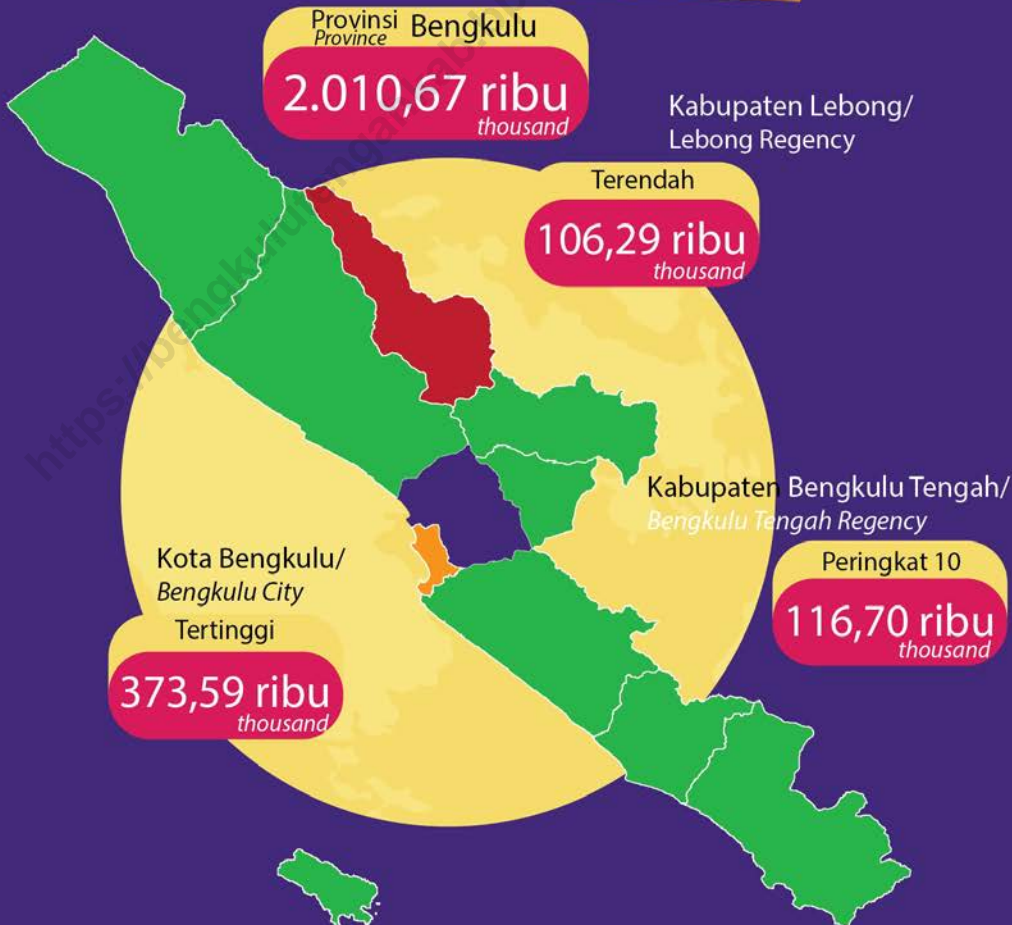 Provinsi Bengkulu
Province
2.010,67 ribu
thousand
Kabupaten Lebong/
Lebong Regency
Terendah
106,29 ribu
thousand
Kabupaten Bengkulu Tengah/
Bengkulu Tengah Regency
Peringkat 10
116,70 ribu
thousand
Kota Bengkulu/
Bengkulu City
Tertinggi
373,59 ribu
thousand